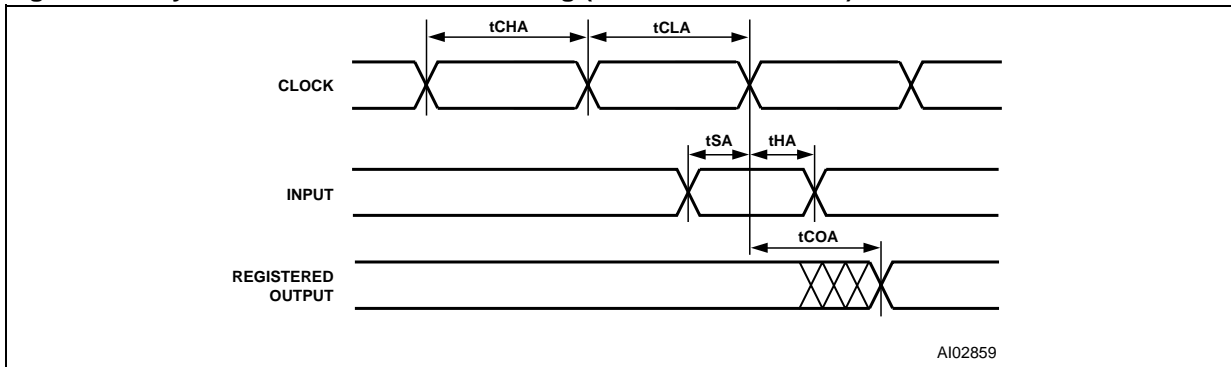 tCHA
tCLA
CLOCK
tSA
tHA
INPUT
tCOA
REGISTERED
OUTPUT
AI02859